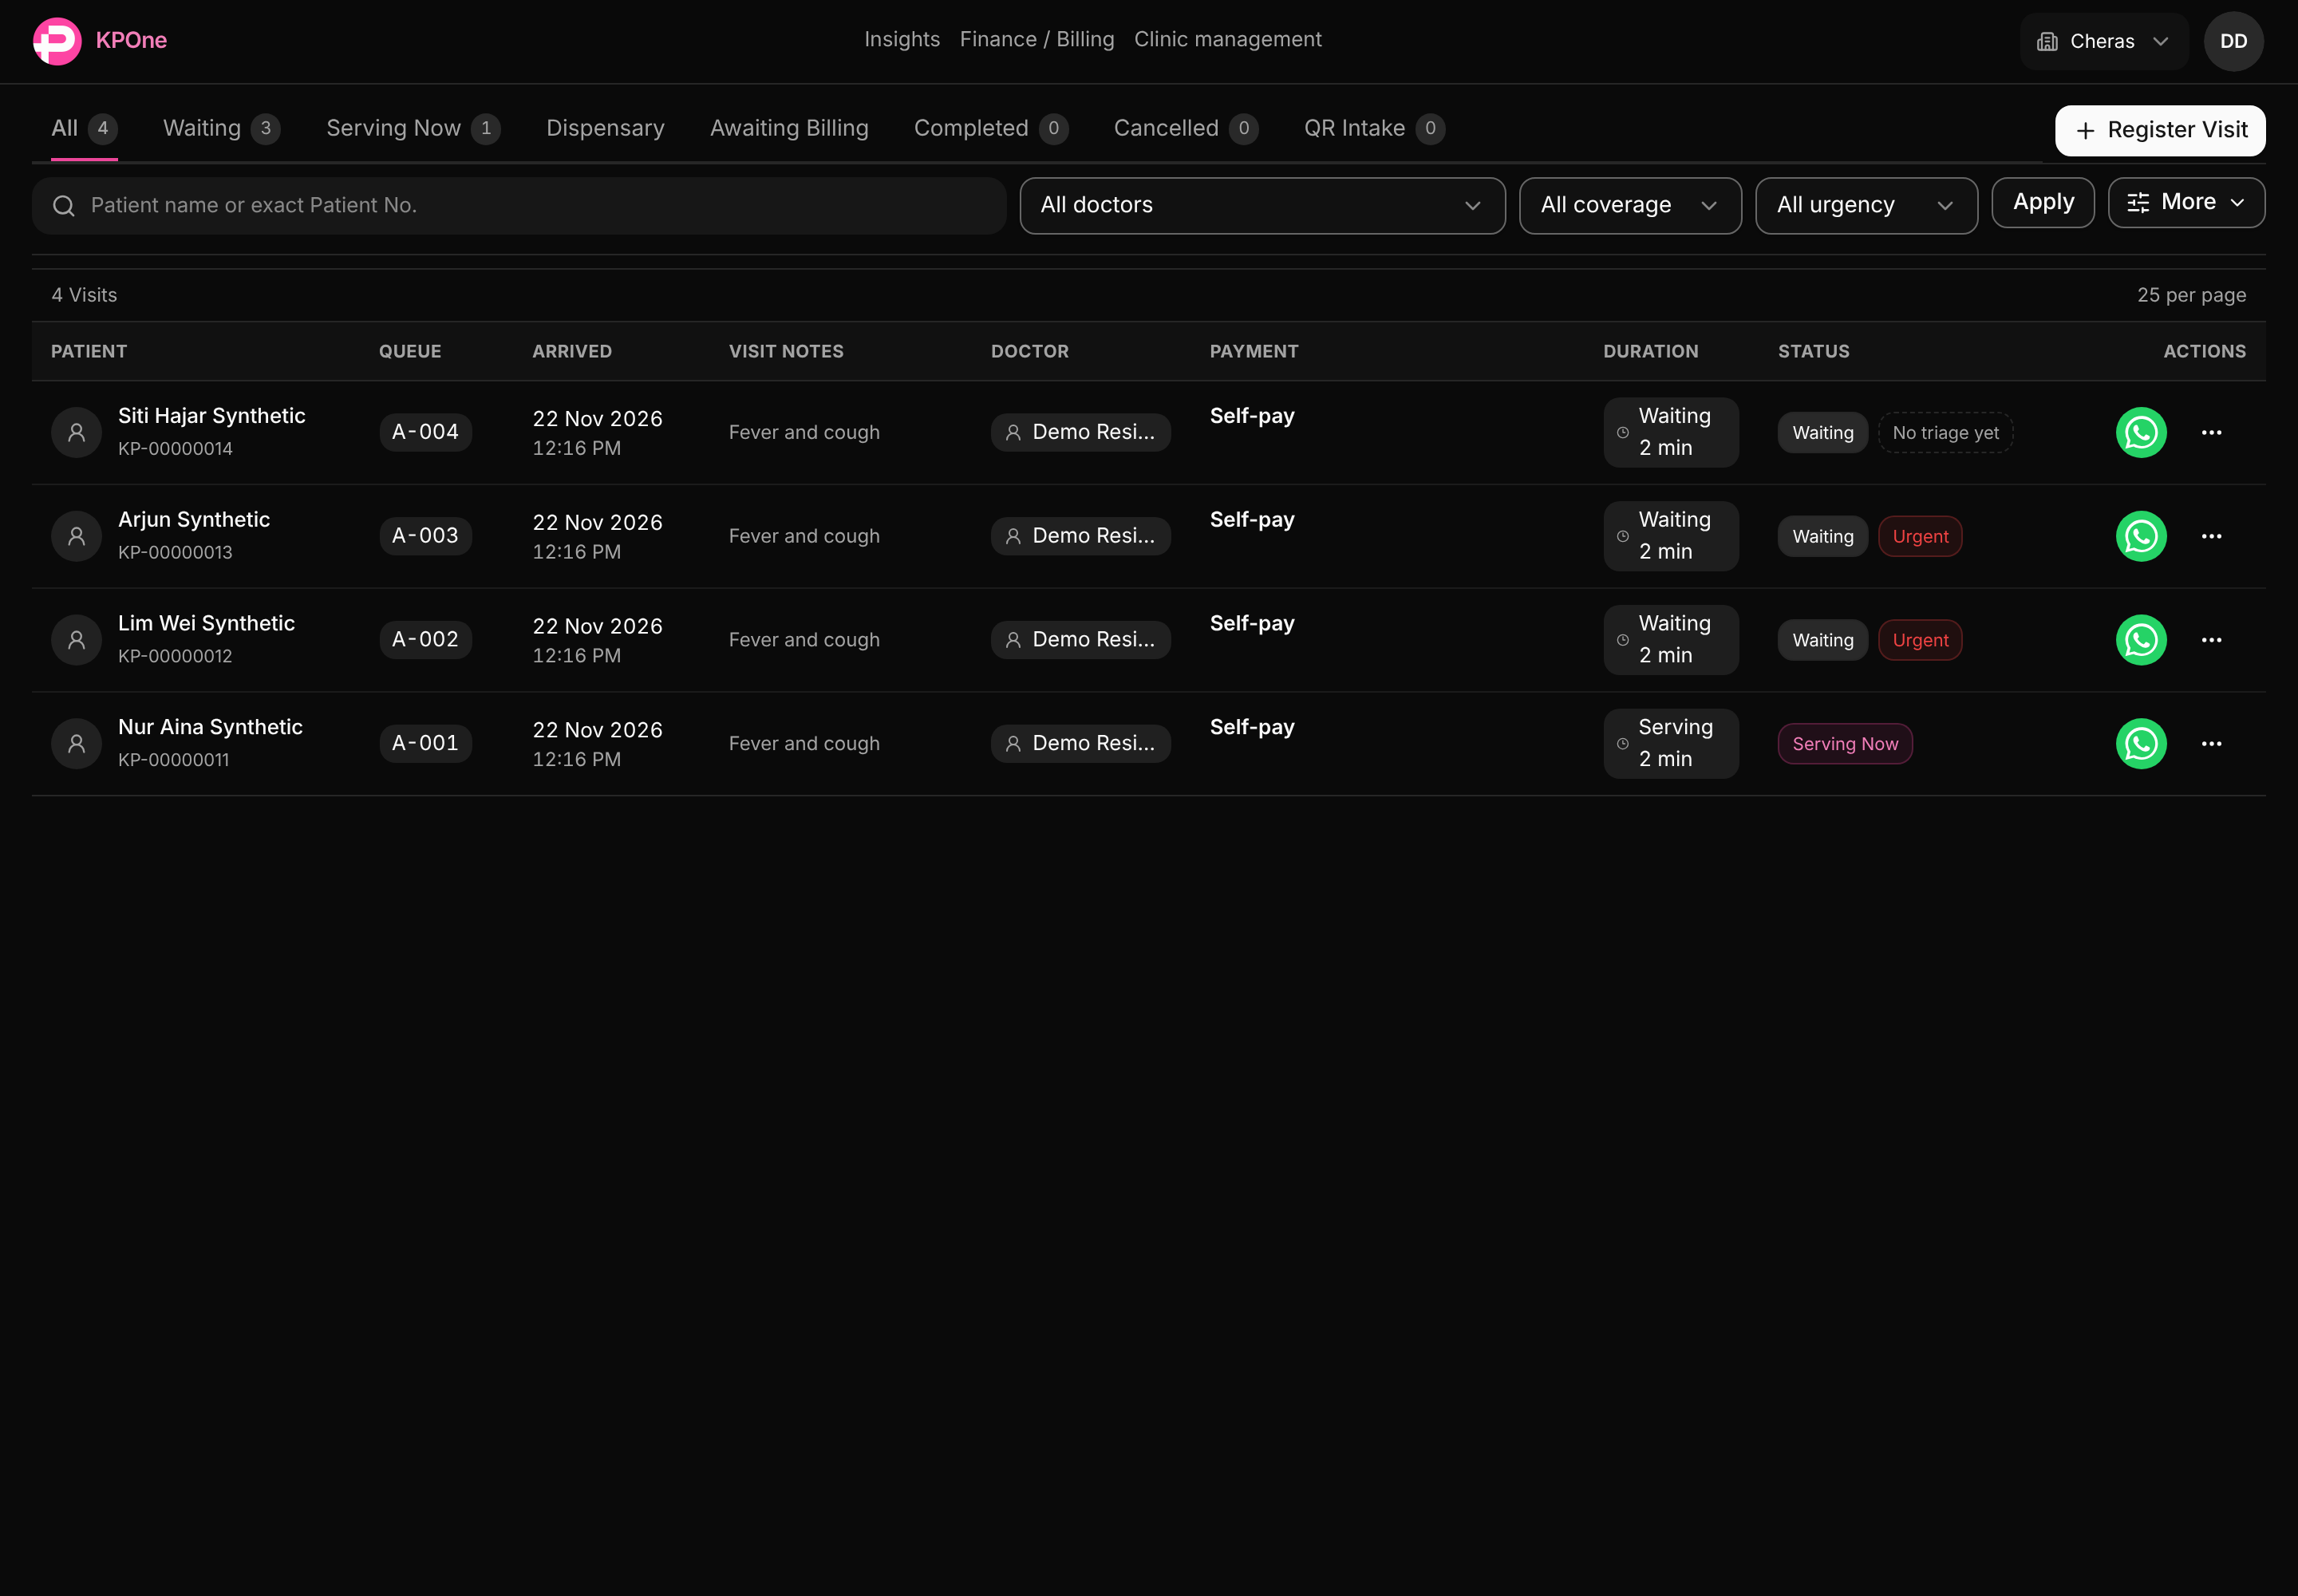 KPOne
Insights Finance / Billing Clinic management
Cheras
DD
All 4 Waiting 3 Serving Now 1 Dispensary Awaiting Billing Completed 0 Cancelled 0 QR Intake 0
+ Register Visit
Patient name or exact Patient No.
All doctors
All coverage
All urgency
Apply
More
4 Visits
25 per page
PATIENT QUEUE ARRIVED VISIT NOTES DOCTOR PAYMENT DURATION STATUS ACTIONS
Siti Hajar Synthetic
KP-00000014
A-004
22 Nov 2026
12:16 PM
Fever and cough
Demo Resi...
Self-pay
Waiting
2 min
Waiting
No triage yet
Arjun Synthetic
KP-00000013
A-003
22 Nov 2026
12:16 PM
Fever and cough
Demo Resi...
Self-pay
Waiting
2 min
Waiting
Urgent
Lim Wei Synthetic
KP-00000012
A-002
22 Nov 2026
12:16 PM
Fever and cough
Demo Resi...
Self-pay
Waiting
2 min
Waiting
Urgent
Nur Aina Synthetic
KP-00000011
A-001
22 Nov 2026
12:16 PM
Fever and cough
Demo Resi...
Self-pay
Serving
2 min
Serving Now